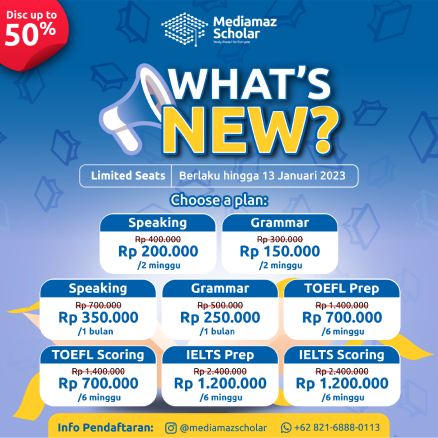 Disc up to
50%
Mediamaz
Scholar
WHAT'S
NEW?
Limited Seats | Berlaku hingga 13 Januari 2023
Choose a plan:
Speaking
Rp 400.000
Rp 200.000
/2 minggu
Grammar
Rp 300.000
Rp 150.000
/2 minggu
Speaking
Rp 700.000
Rp 350.000
/1 bulan
Grammar
Rp 500.000
Rp 250.000
/1 bulan
TOEFL Prep
Rp 1.400.000
Rp 700.000
/6 minggu
TOEFL Scoring
Rp 1.400.000
Rp 700.000
/6 minggu
IELTS Prep
Rp 2.400.000
Rp 1.200.000
/6 minggu
IELTS Scoring
Rp 2.400.000
Rp 1.200.000
/6 minggu
Info Pendaftaran: @mediamazscholar +62 821-6888-0113